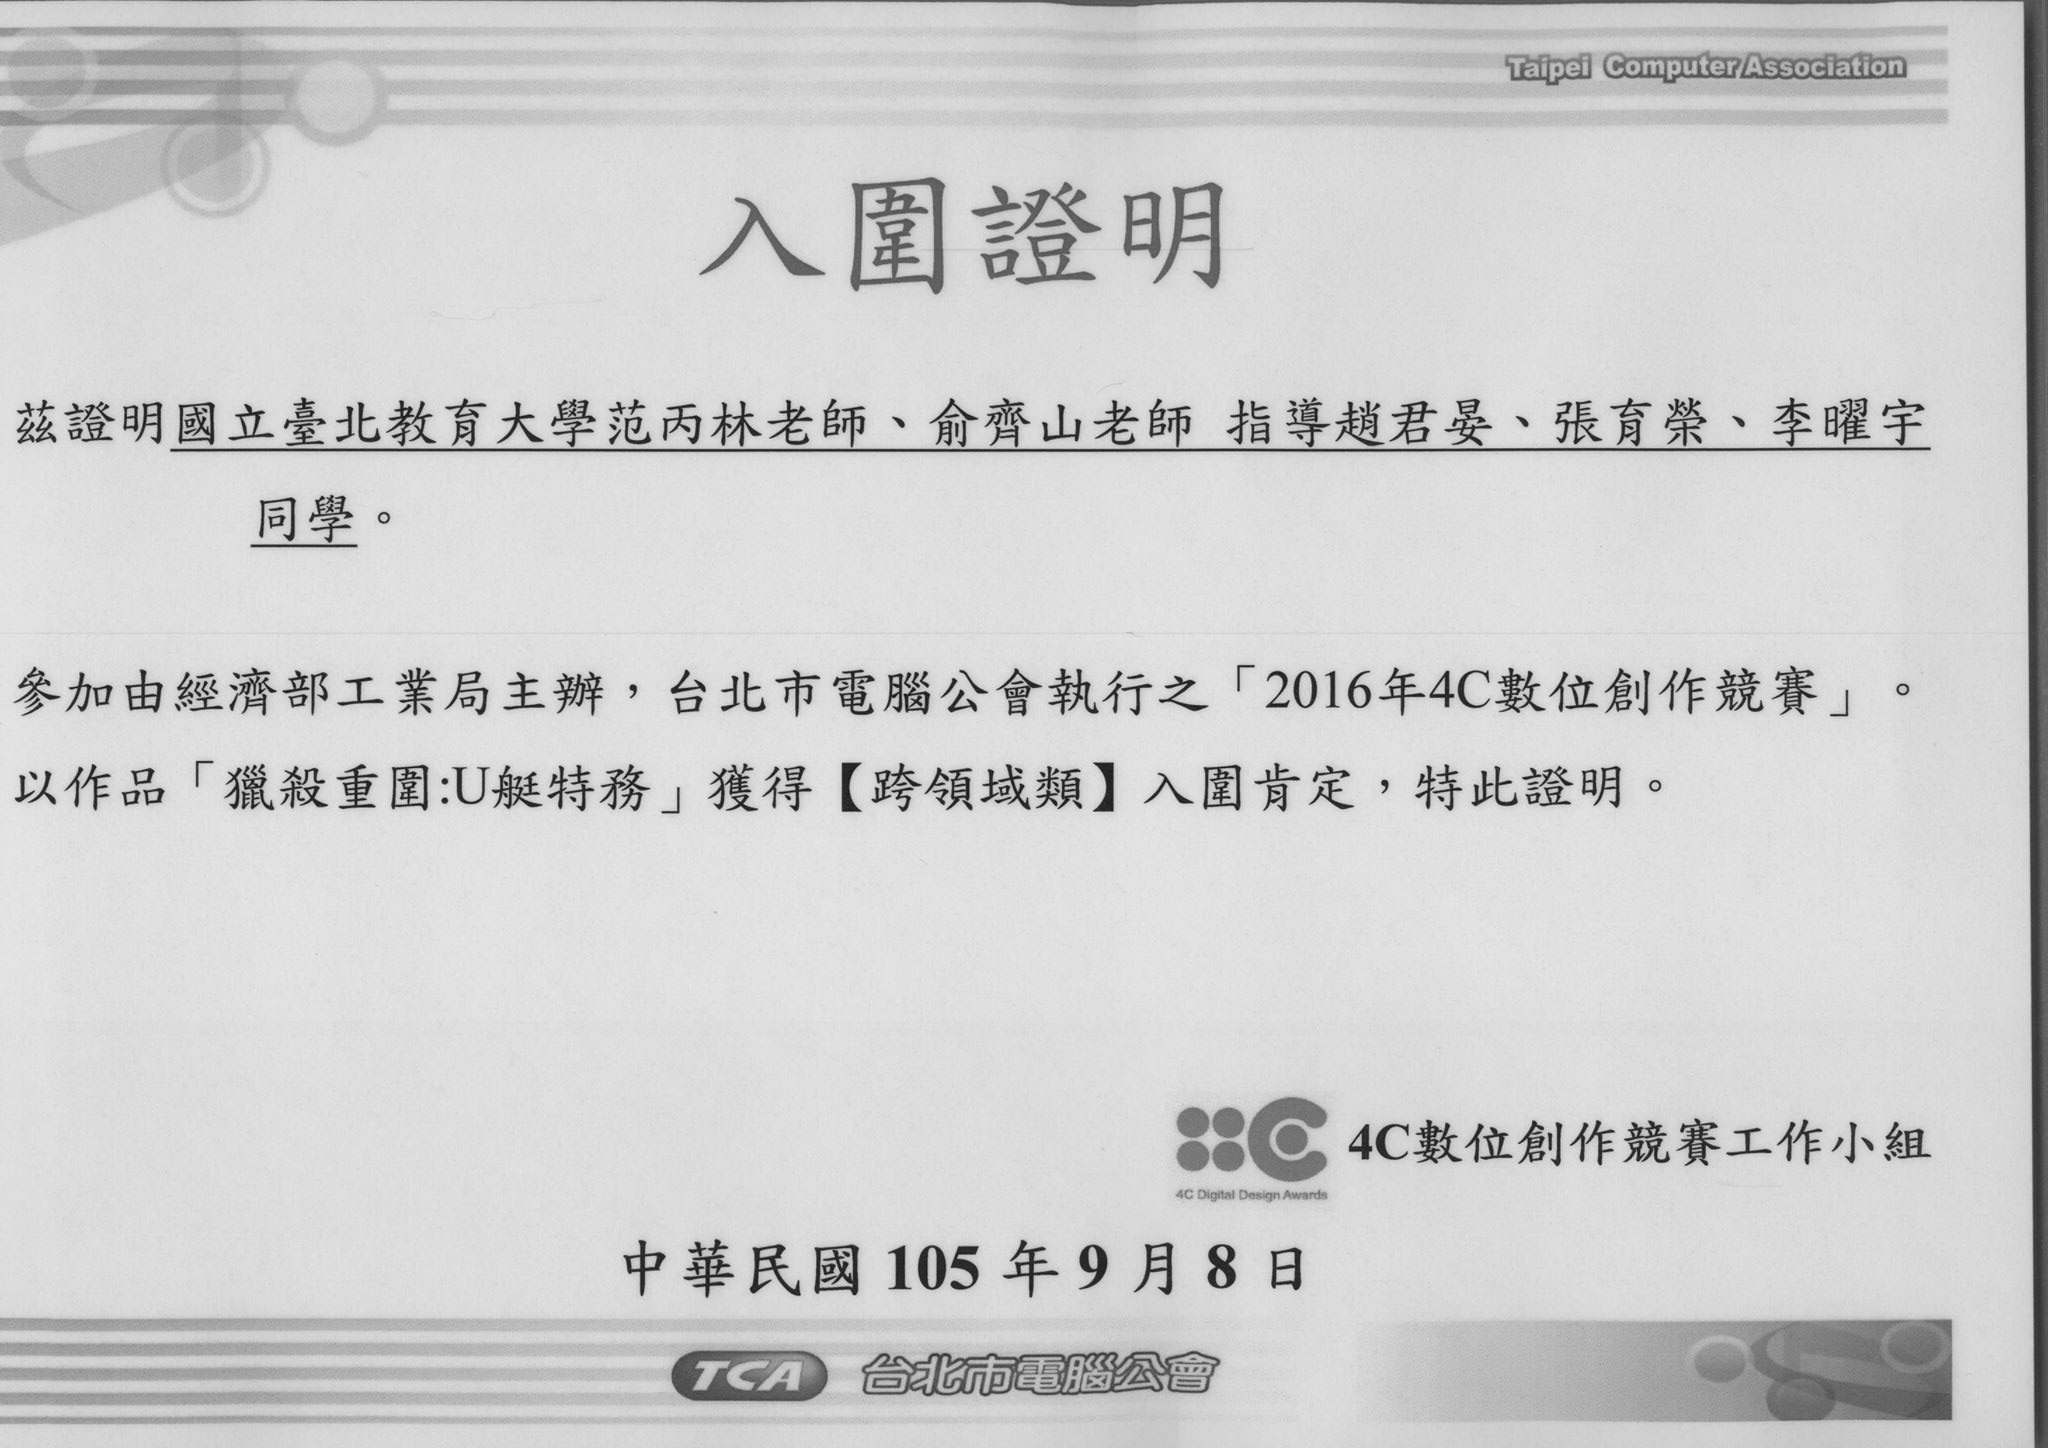 Taipei Computer Association
入圍證明
茲證明國立臺北教育大學范丙林老師、俞齊山老師 指導趙君晏、張育榮、李曜宇
同學。
參加由經濟部工業局主辦，台北市電腦公會執行之「2016年4C數位創作競賽」。
以作品「獵殺重圍:U艇特務」獲得【跨領域類】入圍肯定，特此證明。
4C數位創作競賽工作小組
4C Digital Design Awards
中華民國 105 年 9 月 8 日
TCA 台北市電腦公會